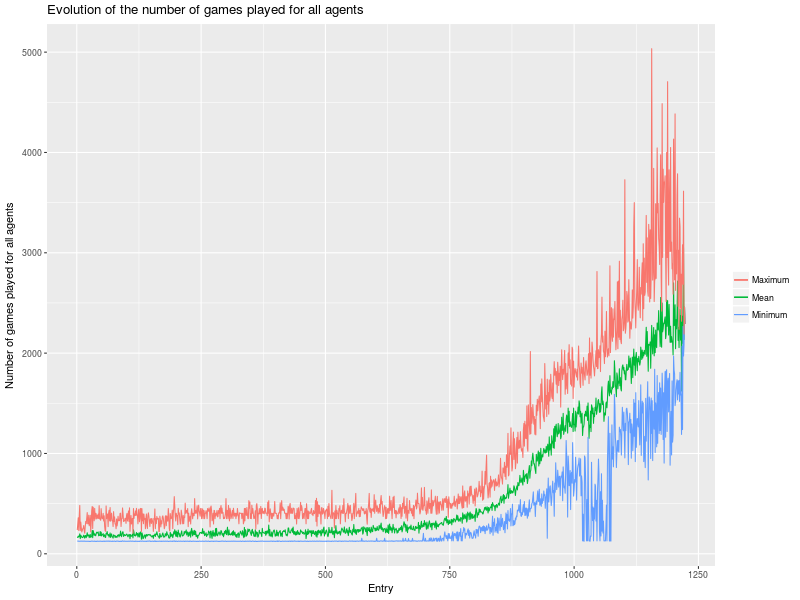 Evolution of the number of games played for all agents
Number of games played for all agents
5000
4000
3000
2000
1000
0
0
250
500
750
1000
1250
Entry
Maximum
Mean
Minimum